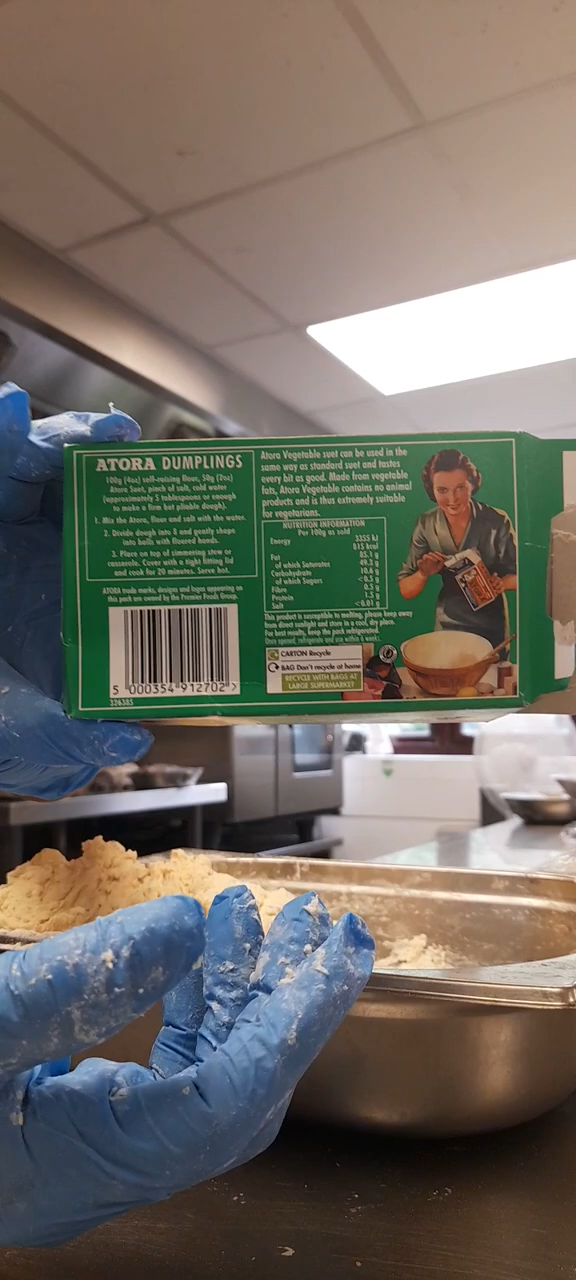 ATORA DUMPLINGS
100g (4oz) self-raising flour, 50g (2oz)
Atora Suet, pinch of salt, cold water
(approximately 5 tablespoons or enough
to make a firm but pliable dough).
1. Mix the Atora, flour and salt with the water.
2. Divide dough into 8 and gently shape
into balls with floured hands.
3. Place on top of simmering stew or
casserole. Cover with a tight fitting lid
and cook for 20 minutes. Serve hot.
ATORA trade marks, designs and logos appearing on
this pack are owned by the Premier Foods Group.
5 000354 912702 >
326385
Atora Vegetable suet can be used in the
same way as standard suet and tastes
every bit as good. Made from vegetable
fats, Atora Vegetable contains no animal
products and is thus extremely suitable
for vegetarians.
NUTRITION INFORMATION
Per 100g as sold
Energy 3355 kJ
815 kcal
Fat 85.1 g
of which Saturates 49.3 g
Carbohydrate 10.6 g
of which Sugars <0.5 g
Fibre 0.5 g
Protein 1.5 g
Salt <0.01 g
This product is susceptible to melting, please keep away
from direct sunlight and store in a cool, dry place.
For best results, keep the pack refrigerated.
Once opened, refrigerate and use within 6 weeks.
CARTON Recycle
BAG Don't recycle at home
RECYCLE WITH BAGS AT
LARGE SUPERMARKET